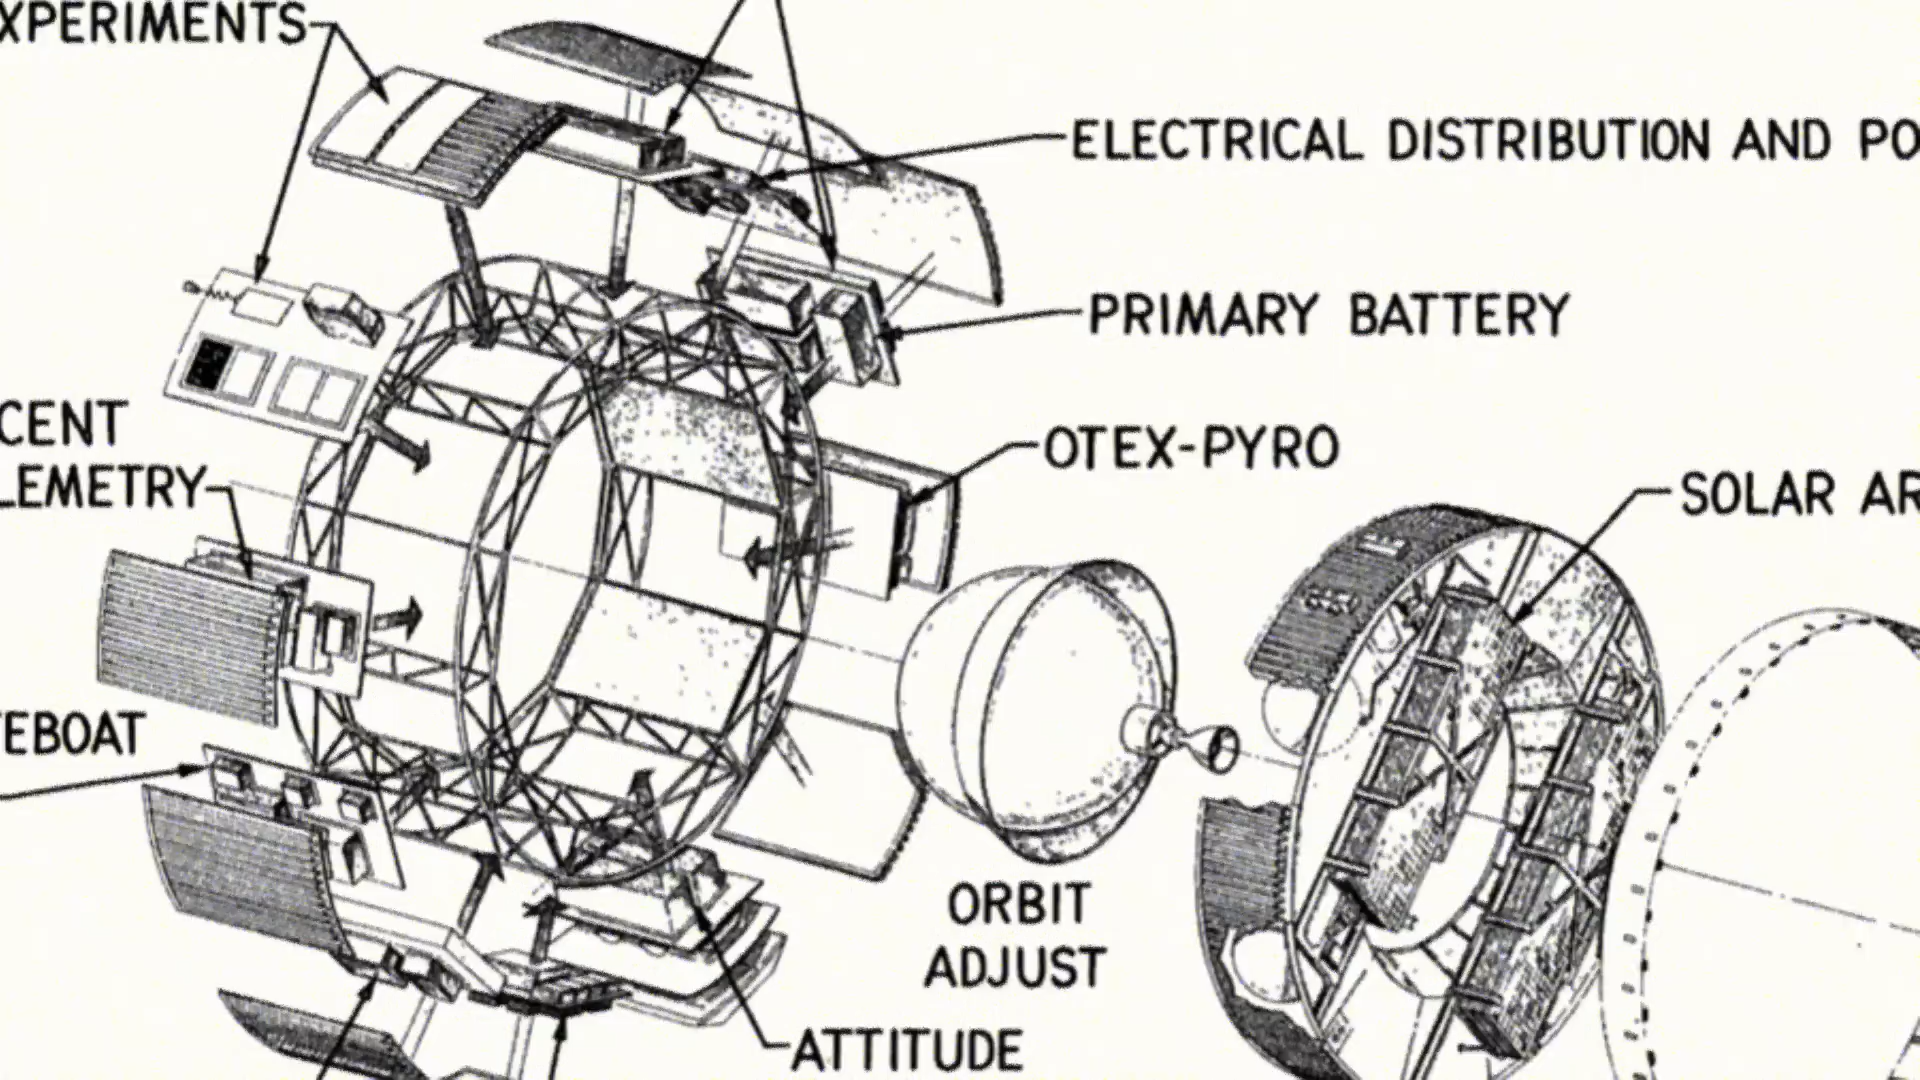 XPERIMENTS
ELECTRICAL DISTRIBUTION AND PO
PRIMARY BATTERY
CENT
LEMETRY
OTEX-PYRO
SOLAR AR
EBOAT
ORBIT
ADJUST
ATTITUDE